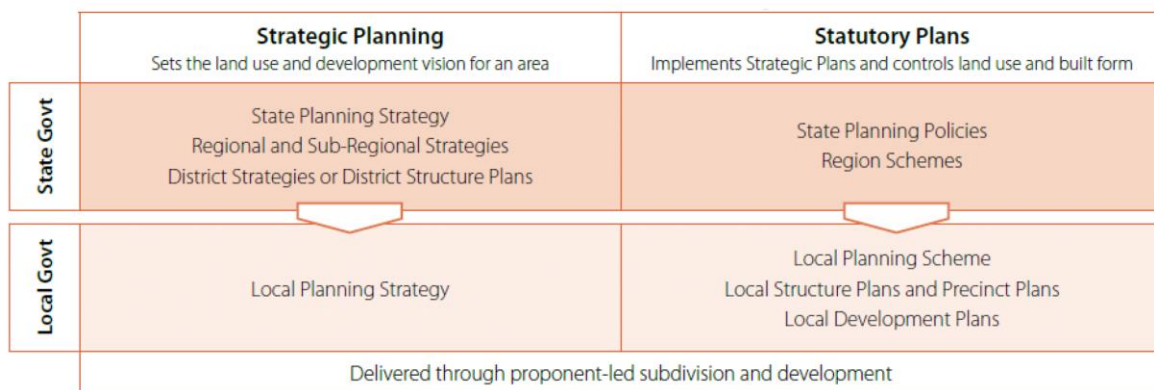 Strategic Planning
Sets the land use and development vision for an area
Statutory Plans
Implements Strategic Plans and controls land use and built form
State Govt
State Planning Strategy
Regional and Sub-Regional Strategies
District Strategies or District Structure Plans
State Planning Policies
Region Schemes
Local Govt
Local Planning Strategy
Local Planning Scheme
Local Structure Plans and Precinct Plans
Local Development Plans
Delivered through proponent-led subdivision and development